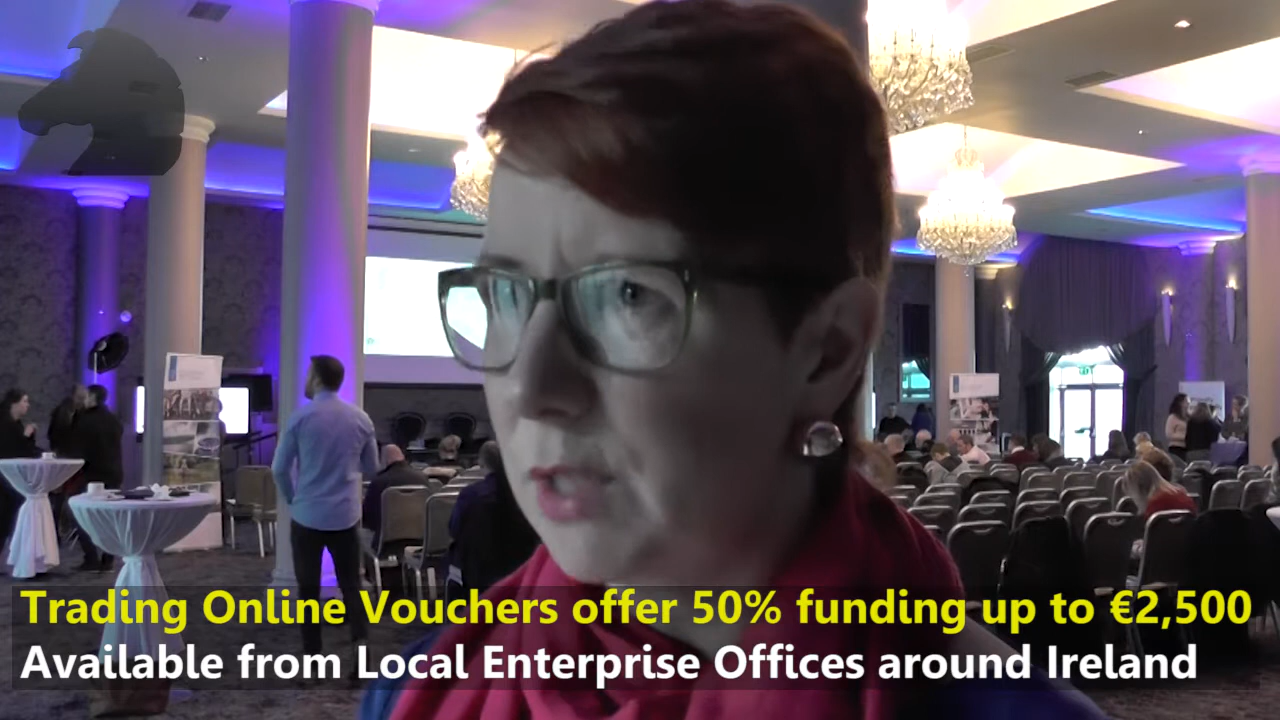 Trading Online Vouchers offer 50% funding up to €2,500
Available from Local Enterprise Offices around Ireland